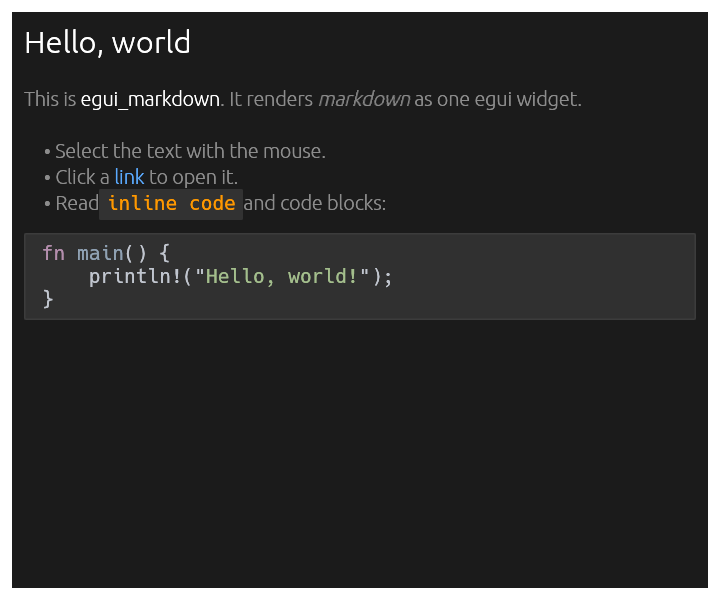 Hello, world
This is egui_markdown. It renders markdown as one egui widget.
• Select the text with the mouse.
• Click a link to open it.
• Read inline code and code blocks:
fn main() {
    println!("Hello, world!");
}